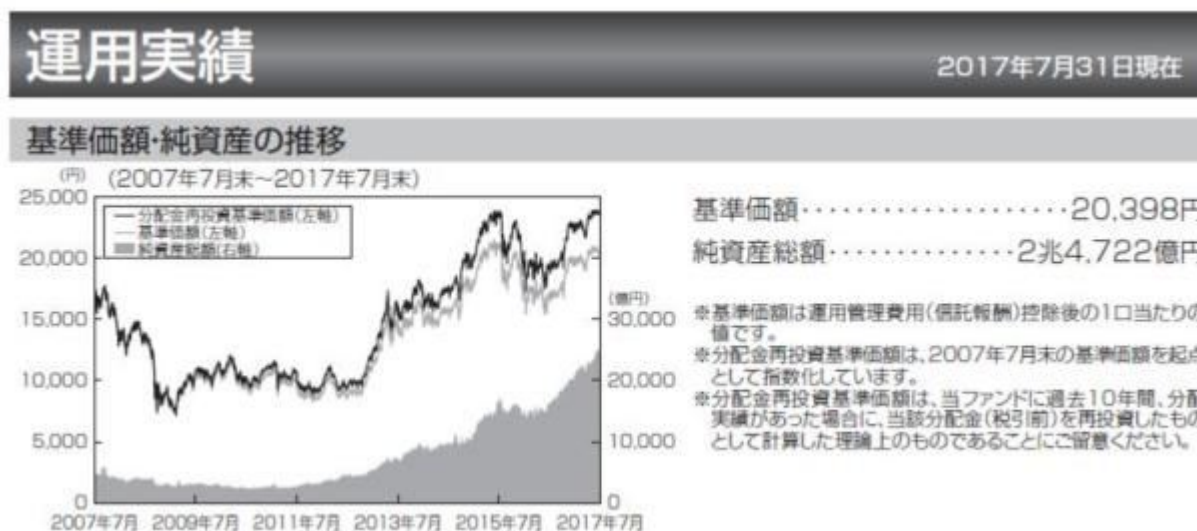 運用実績
2017年7月31日現在
基準価額・純資産の推移
(円) (2007年7月末～2017年7月末)
25,000
20,000
15,000
10,000
5,000
0
分配金再投資基準価額(左軸)
基準価額(左軸)
純資産総額(右軸)
(億円)
30,000
20,000
10,000
0
2007年7月 2009年7月 2011年7月 2013年7月 2015年7月 2017年7月
基準価額・・・・・・・・・・・・・・・・・・・・20,398円
純資産総額・・・・・・・・・・・・・・2兆4,722億円
※基準価額は運用管理費用(信託報酬)控除後の1口当たりの
値です。
※分配金再投資基準価額は、2007年7月末の基準価額を起点
として指数化しています。
※分配金再投資基準価額は、当ファンドに過去10年間、分配
実績があった場合に、当該分配金(税引前)を再投資したもの
として計算した理論上のものであることにご留意ください。